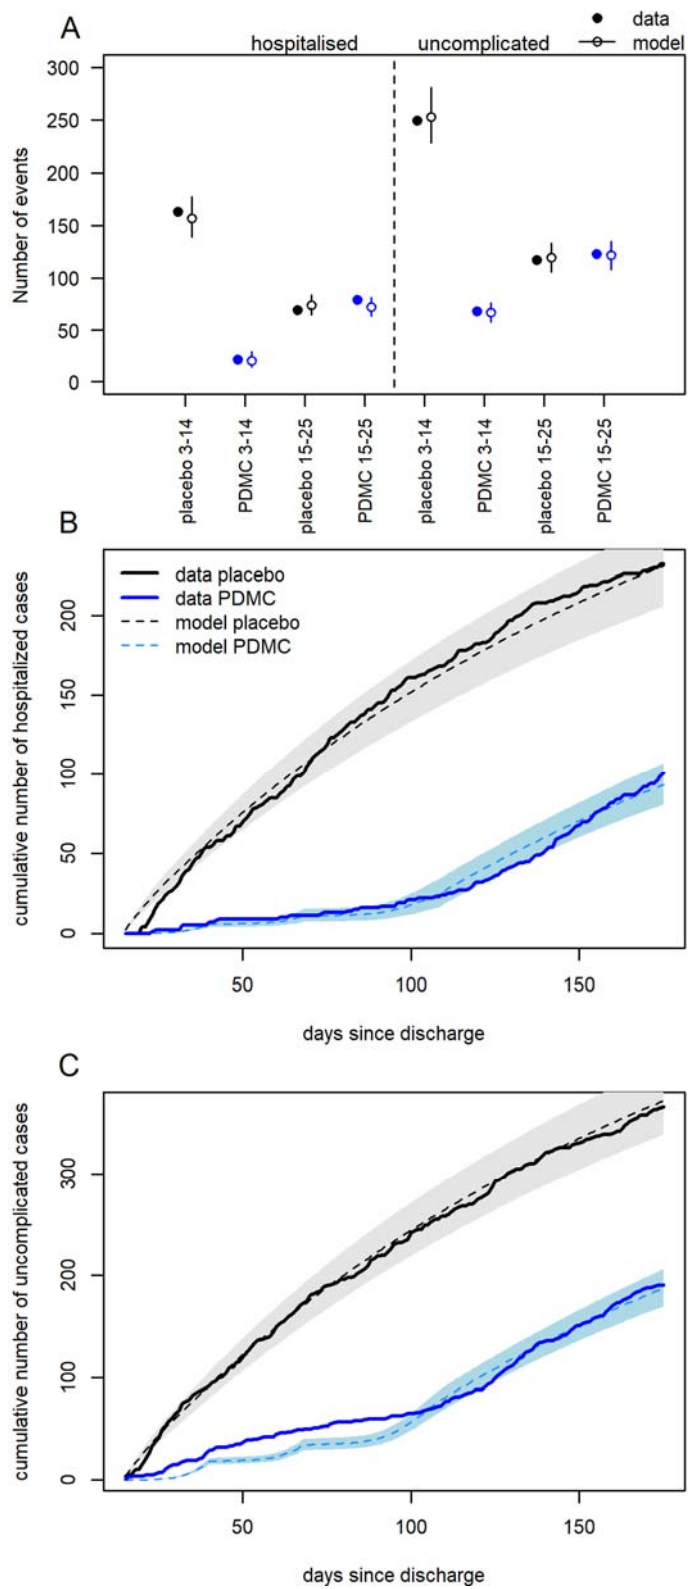 A
hospitalised
uncomplicated
data
model
Number of events
300
250
200
150
100
50
0
placebo 3-14
PDMC 3-14
placebo 15-25
PDMC 15-25
placebo 3-14
PDMC 3-14
placebo 15-25
PDMC 15-25
B
data placebo
data PDMC
model placebo
model PDMC
cumulative number of hospitalized cases
200
150
100
50
0
50
100
150
days since discharge
C
cumulative number of uncomplicated cases
300
200
100
0
50
100
150
days since discharge